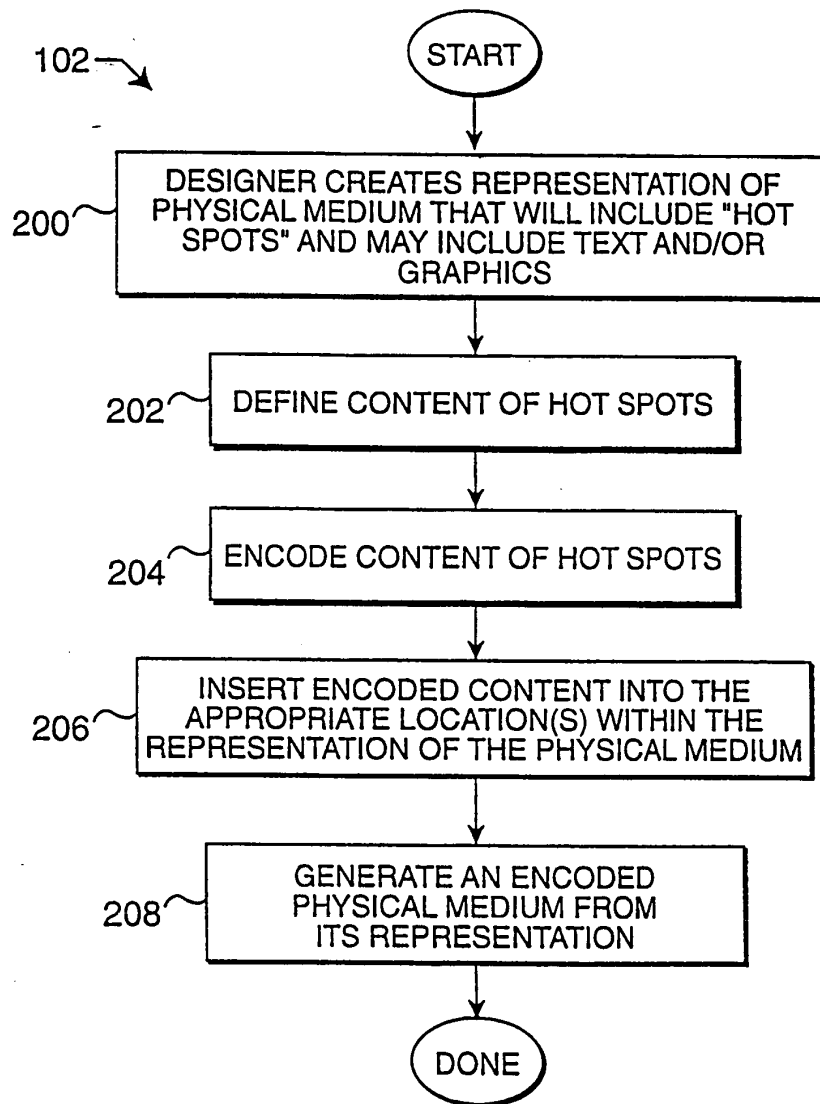 102
START
200
DESIGNER CREATES REPRESENTATION OF
PHYSICAL MEDIUM THAT WILL INCLUDE "HOT
SPOTS" AND MAY INCLUDE TEXT AND/OR
GRAPHICS
202
DEFINE CONTENT OF HOT SPOTS
204
ENCODE CONTENT OF HOT SPOTS
206
INSERT ENCODED CONTENT INTO THE
APPROPRIATE LOCATION(S) WITHIN THE
REPRESENTATION OF THE PHYSICAL MEDIUM
208
GENERATE AN ENCODED
PHYSICAL MEDIUM FROM
ITS REPRESENTATION
DONE